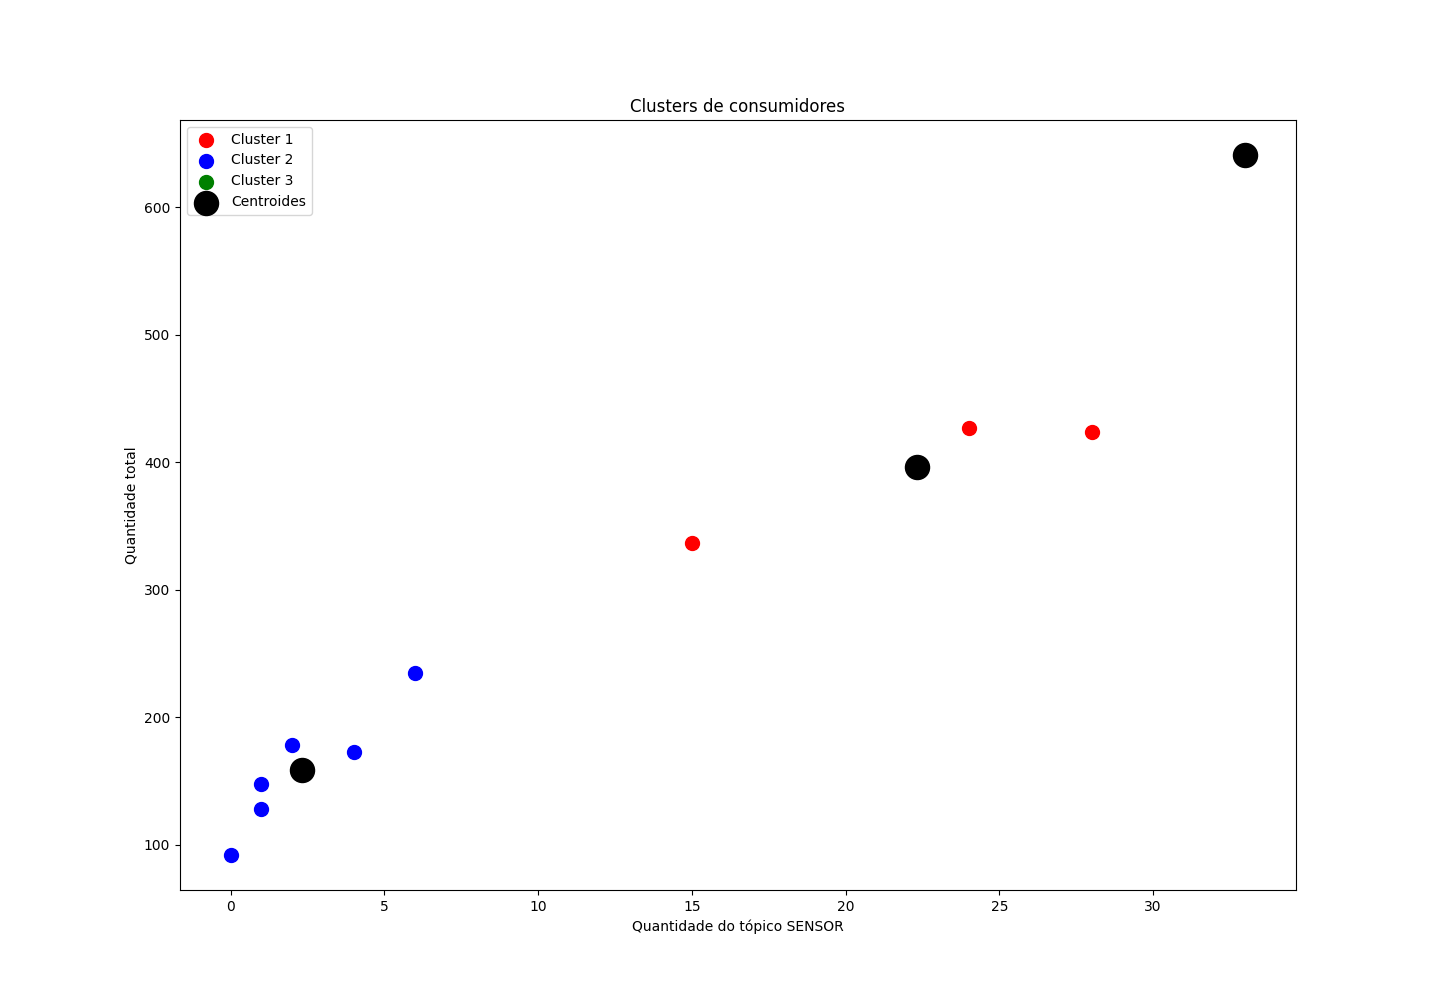 Clusters de consumidores
Cluster 1
Cluster 2
Cluster 3
Centroides
600
500
400
300
200
100
Quantidade total
0 5 10 15 20 25 30
Quantidade do tópico SENSOR